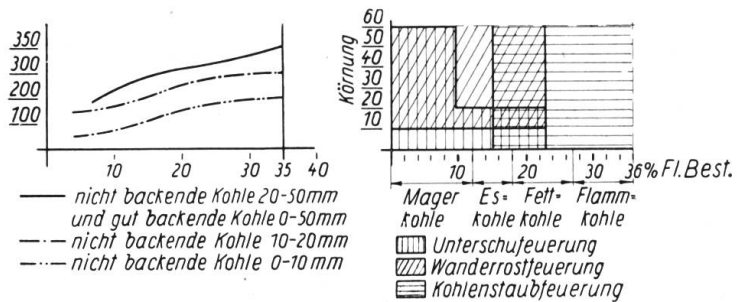 350
300
200
100
10 20 30 35 40
nicht backende Kohle 20-50mm
und gut backende Kohle 0-50mm
nicht backende Kohle 10-20mm
nicht backende Kohle 0-10mm
Körnung
60
50
40
30
20
10
10 20 30 36% Fl. Best.
Mager Es= Fett= Flamm=
kohle kohle kohle kohle
Unterschufeuerung
Wanderrostfeuerung
Kohlenstaubfeuerung